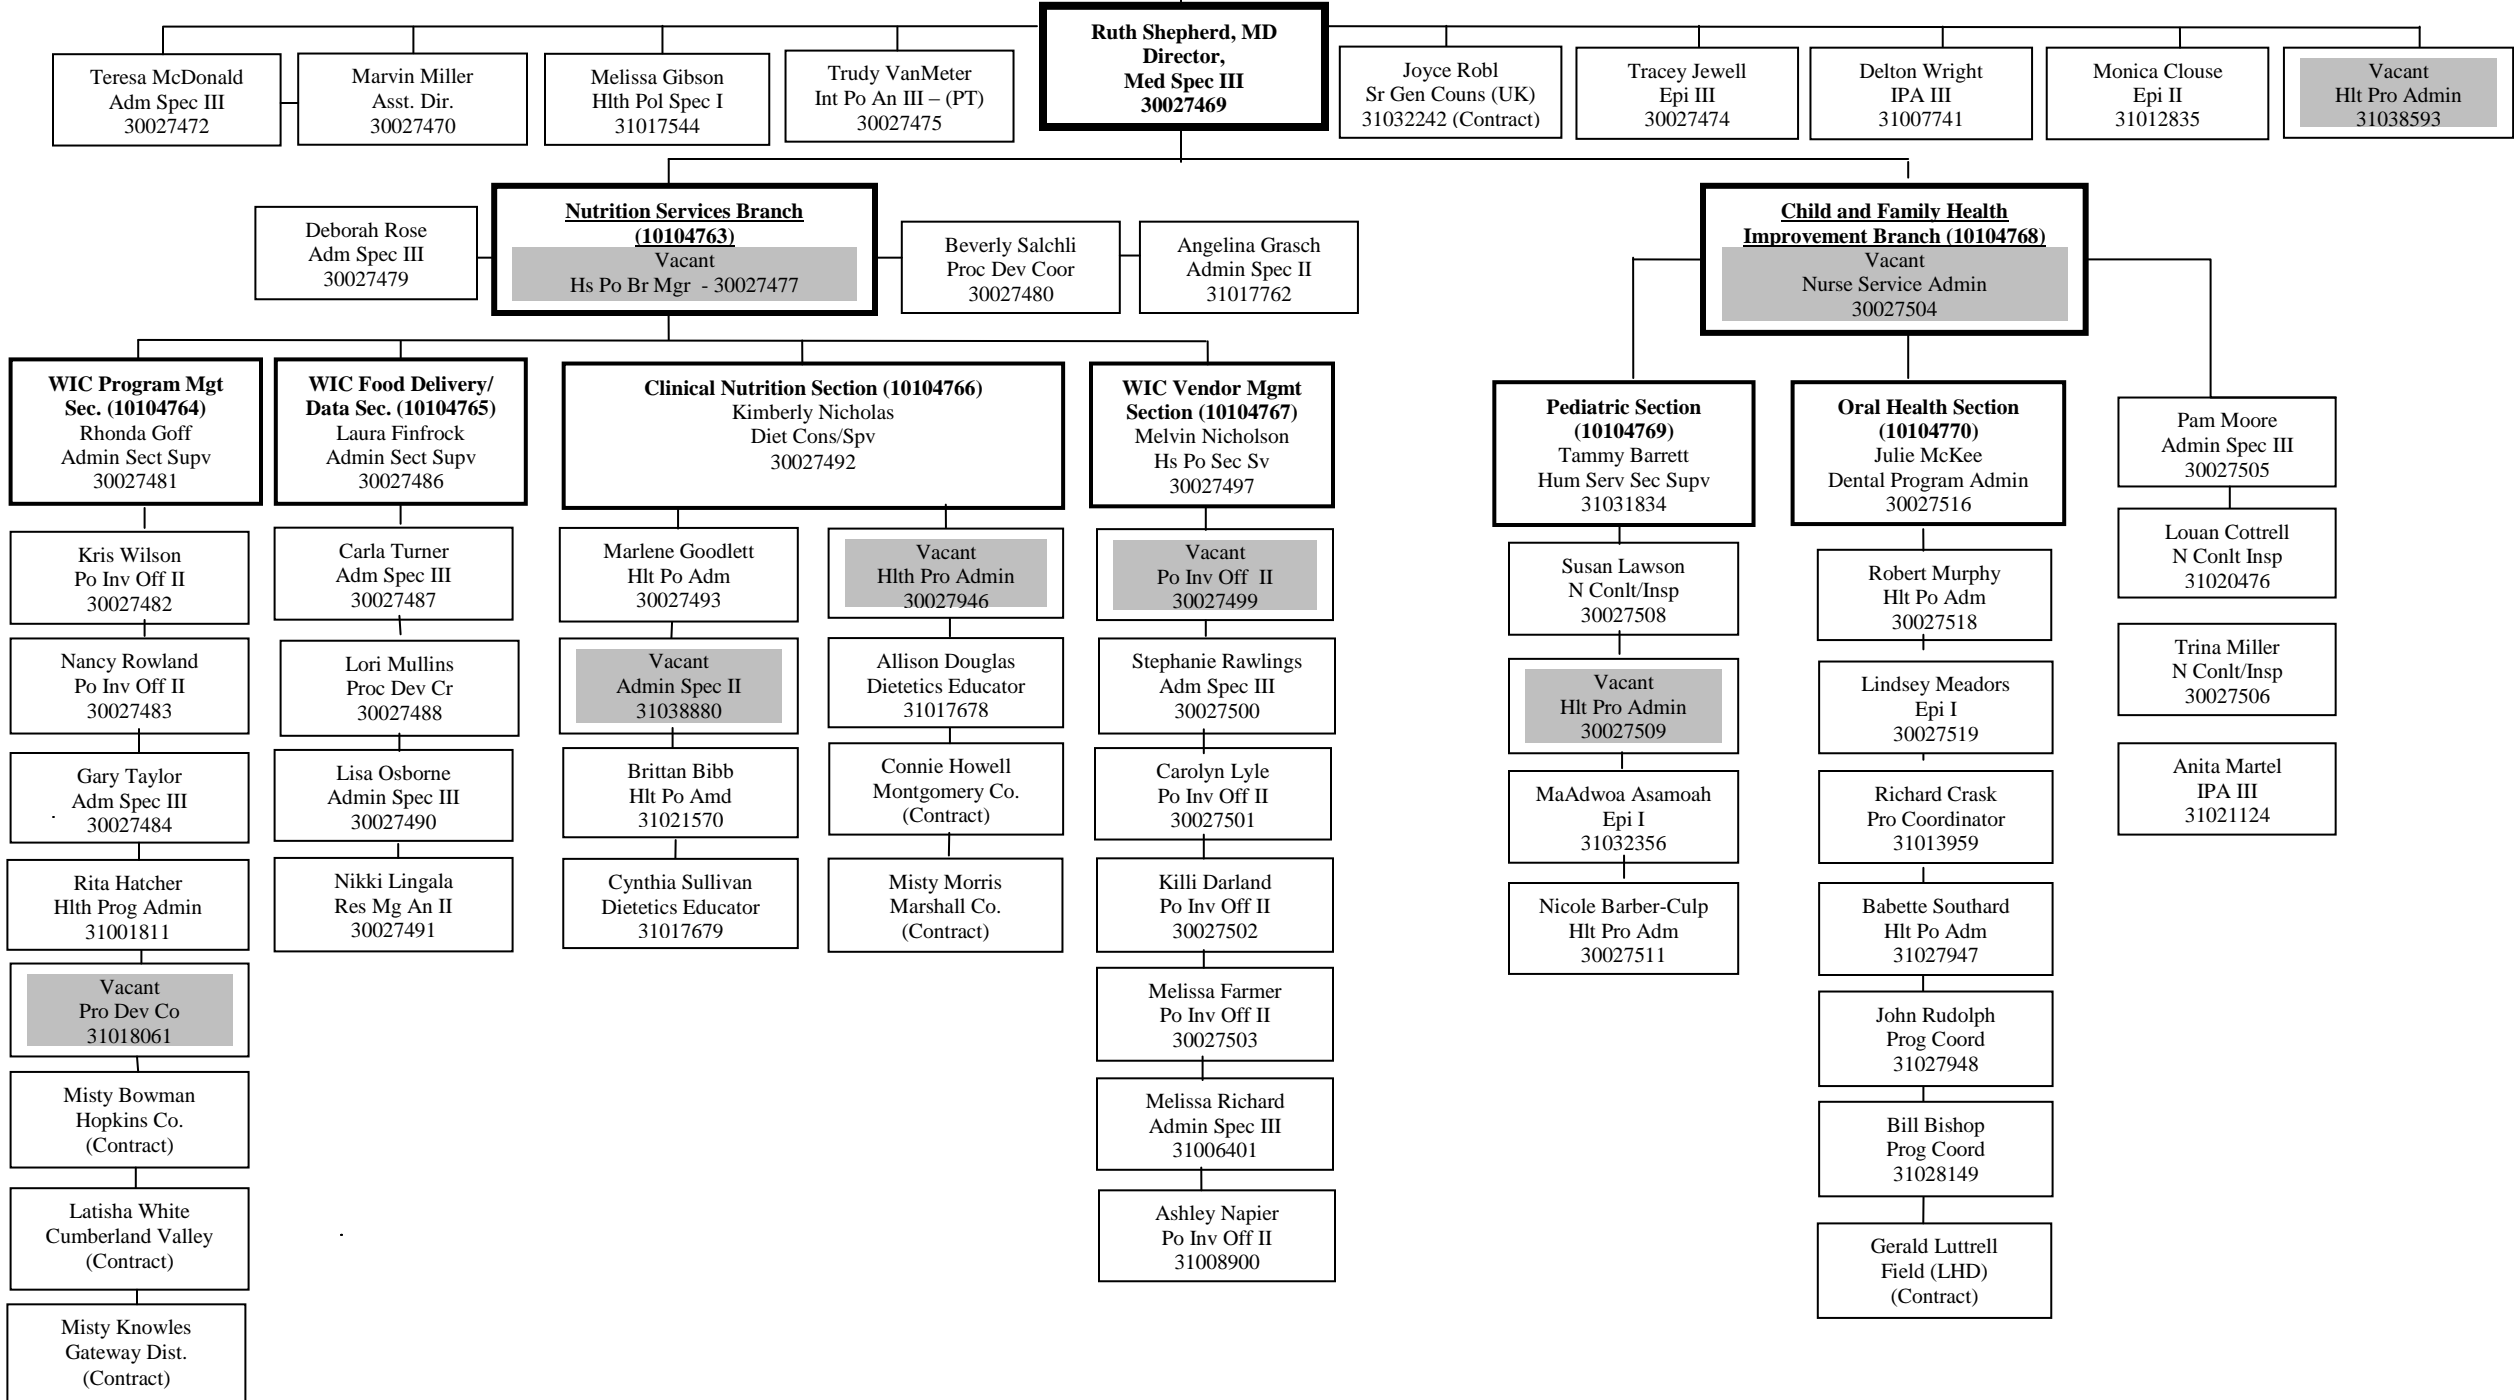 Ruth Shepherd, MD
Director,
Med Spec III
30027469
Teresa McDonald
Adm Spec III
30027472
Marvin Miller
Asst. Dir.
30027470
Melissa Gibson
Hlth Pol Spec I
31017544
Trudy VanMeter
Int Po An III – (PT)
30027475
Joyce Robl
Sr Gen Couns (UK)
31032242 (Contract)
Tracey Jewell
Epi III
30027474
Delton Wright
IPA III
31007741
Monica Clouse
Epi II
31012835
Vacant
Hlt Pro Admin
31038593
Deborah Rose
Adm Spec III
30027479
Nutrition Services Branch
(10104763)
Vacant
Hs Po Br Mgr - 30027477
Beverly Salchli
Proc Dev Coor
30027480
Angelina Grasch
Admin Spec II
31017762
Child and Family Health
Improvement Branch (10104768)
Vacant
Nurse Service Admin
30027504
WIC Program Mgt
Sec. (10104764)
Rhonda Goff
Admin Sect Supv
30027481
Kris Wilson
Po Inv Off II
30027482
Nancy Rowland
Po Inv Off II
30027483
Gary Taylor
Adm Spec III
30027484
Rita Hatcher
Hlth Prog Admin
31001811
Vacant
Pro Dev Co
31018061
Misty Bowman
Hopkins Co.
(Contract)
Latisha White
Cumberland Valley
(Contract)
Misty Knowles
Gateway Dist.
(Contract)
WIC Food Delivery/
Data Sec. (10104765)
Laura Finfrock
Admin Sect Supv
30027486
Carla Turner
Adm Spec III
30027487
Lori Mullins
Proc Dev Cr
30027488
Lisa Osborne
Admin Spec III
30027490
Nikki Lingala
Res Mg An II
30027491
Clinical Nutrition Section (10104766)
Kimberly Nicholas
Diet Cons/Spv
30027492
Marlene Goodlett
Hlt Po Adm
30027493
Vacant
Admin Spec II
31038880
Brittan Bibb
Hlt Po Amd
31021570
Cynthia Sullivan
Dietetics Educator
31017679
Vacant
Hlth Pro Admin
30027946
Allison Douglas
Dietetics Educator
31017678
Connie Howell
Montgomery Co.
(Contract)
Misty Morris
Marshall Co.
(Contract)
WIC Vendor Mgmt
Section (10104767)
Melvin Nicholson
Hs Po Sec Sv
30027497
Vacant
Po Inv Off II
30027499
Stephanie Rawlings
Adm Spec III
30027500
Carolyn Lyle
Po Inv Off II
30027501
Killi Darland
Po Inv Off II
30027502
Melissa Farmer
Po Inv Off II
30027503
Melissa Richard
Admin Spec III
31006401
Ashley Napier
Po Inv Off II
31008900
Pediatric Section
(10104769)
Tammy Barrett
Hum Serv Sec Supv
31031834
Susan Lawson
N Conlt/Insp
30027508
Vacant
Hlt Pro Admin
30027509
MaAdwoa Asamoah
Epi I
31032356
Nicole Barber-Culp
Hlt Pro Adm
30027511
Oral Health Section
(10104770)
Julie McKee
Dental Program Admin
30027516
Robert Murphy
Hlt Po Adm
30027518
Lindsey Meadors
Epi I
30027519
Richard Crask
Pro Coordinator
31013959
Babette Southard
Hlt Po Adm
31027947
John Rudolph
Prog Coord
31027948
Bill Bishop
Prog Coord
31028149
Gerald Luttrell
Field (LHD)
(Contract)
Pam Moore
Admin Spec III
30027505
Louan Cottrell
N Conlt Insp
31020476
Trina Miller
N Conlt/Insp
30027506
Anita Martel
IPA III
31021124